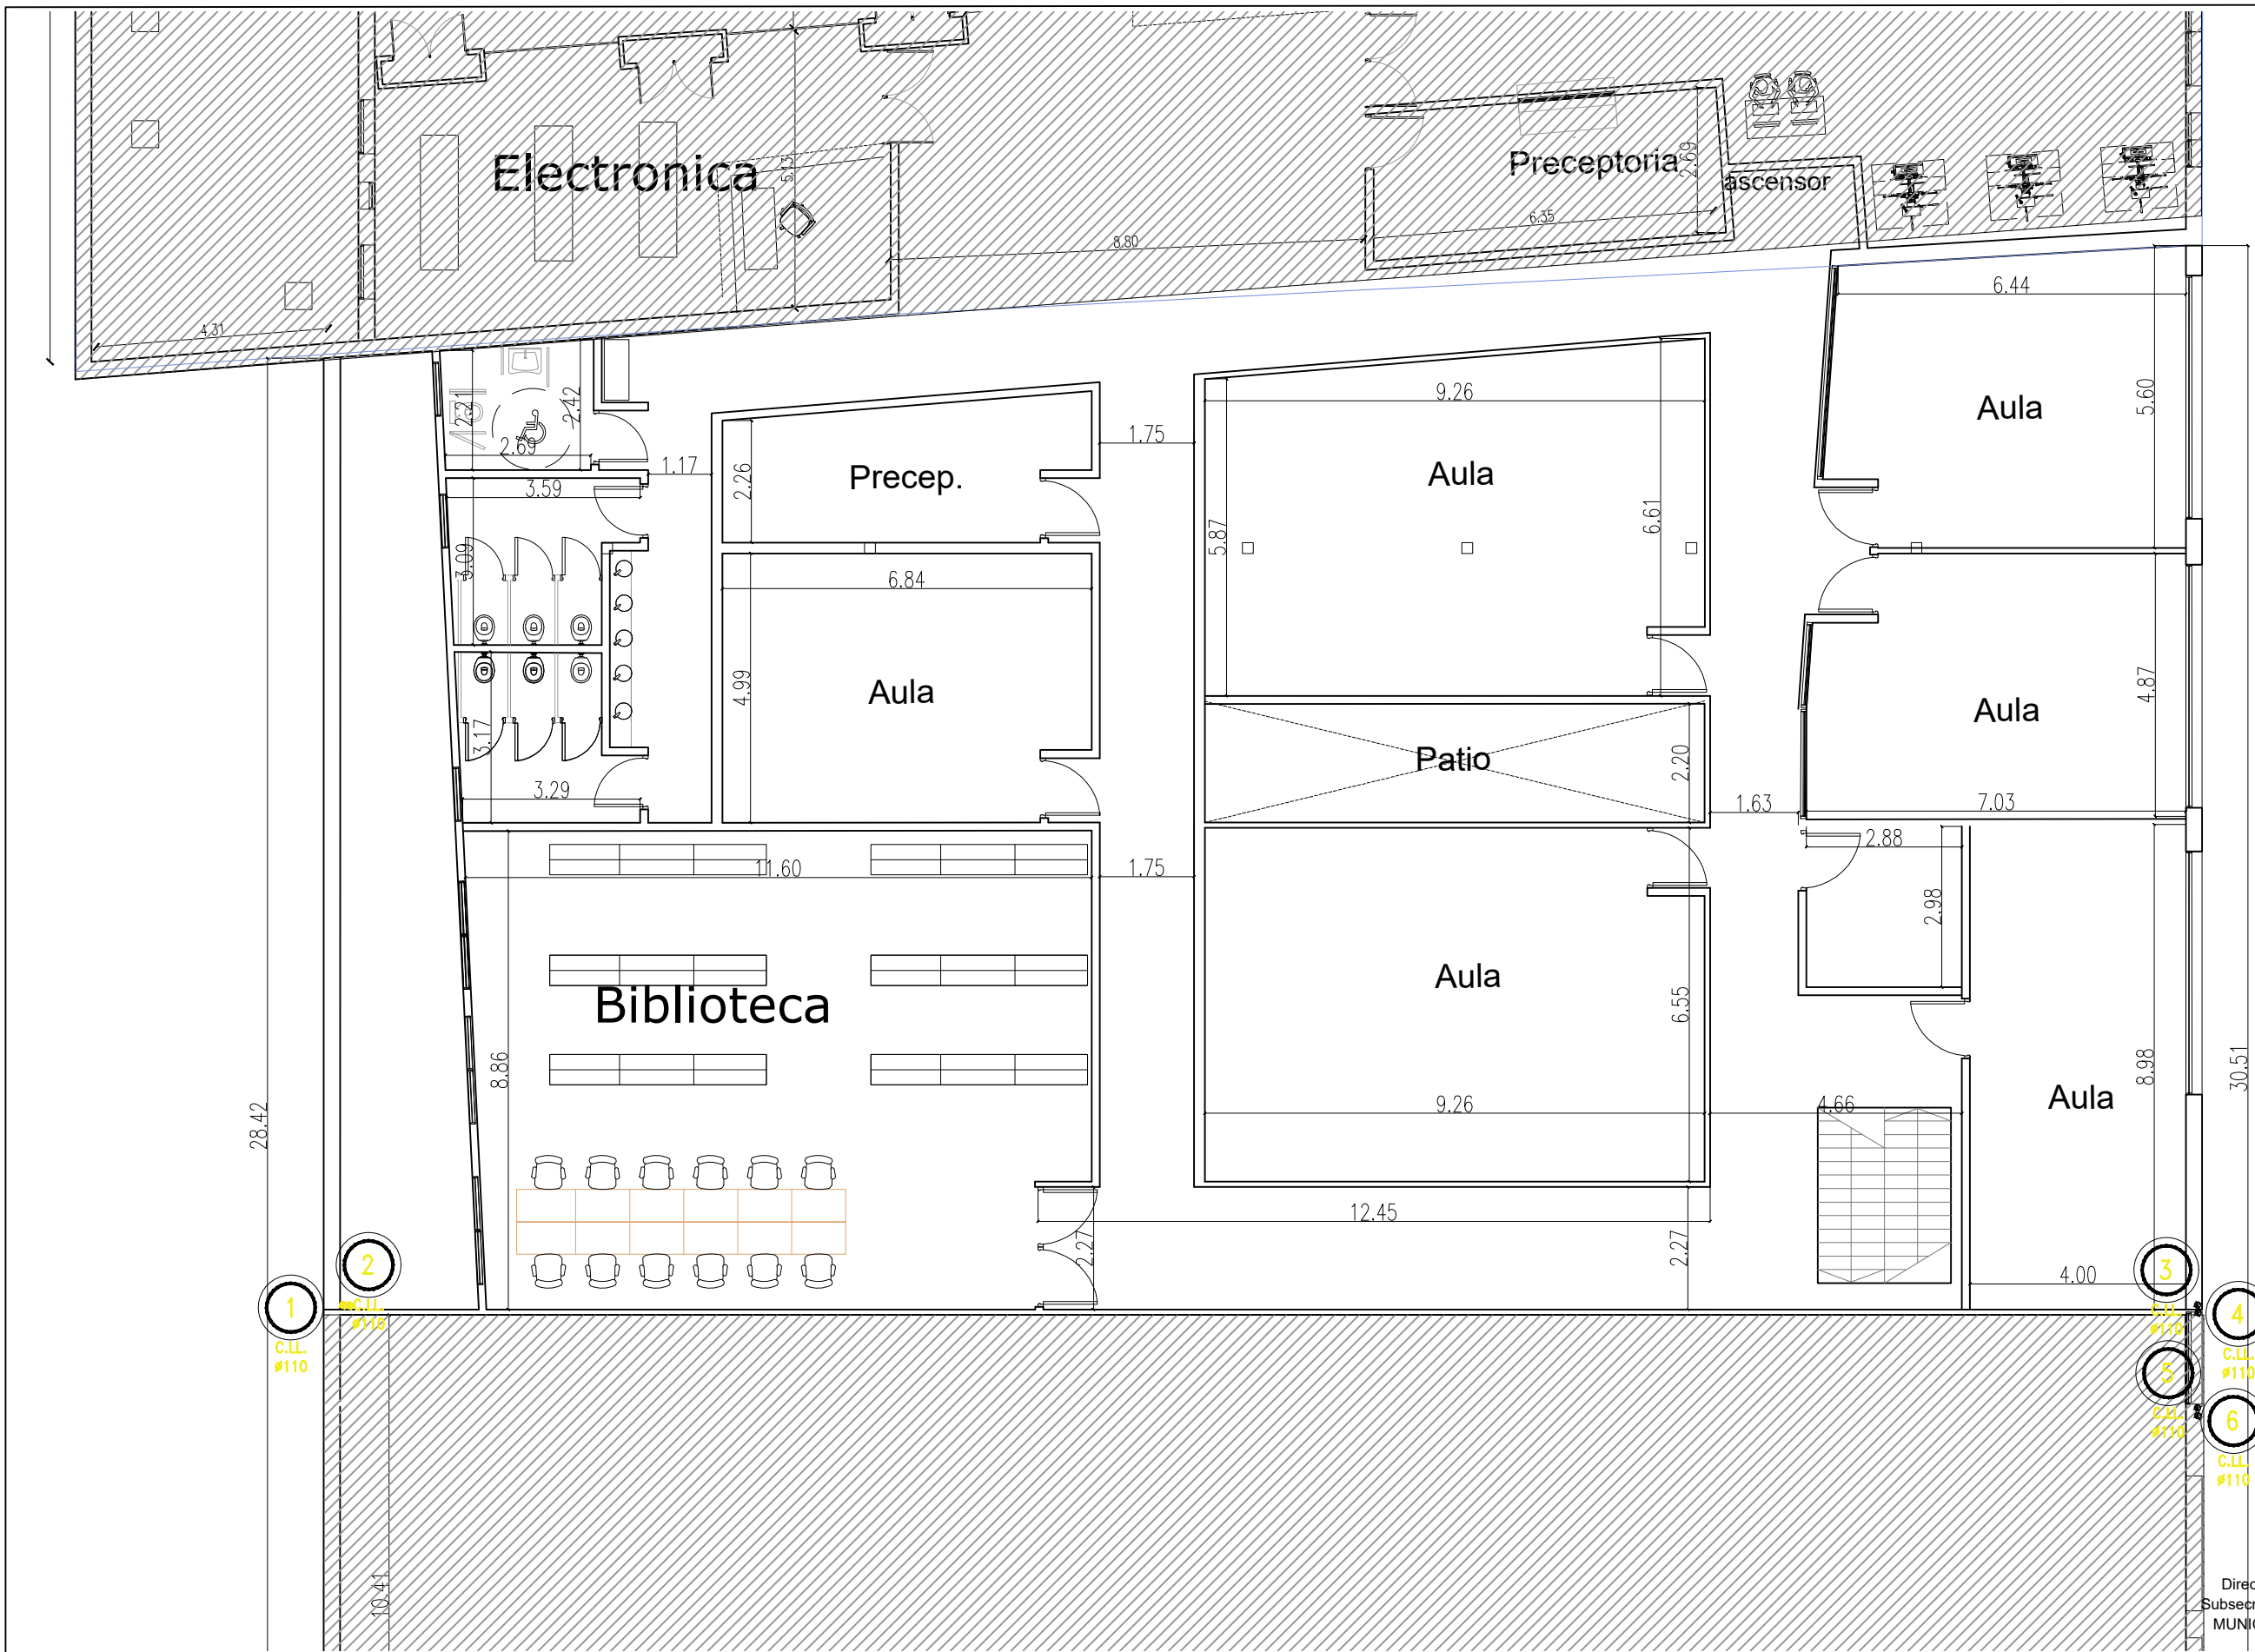 Electronica
5.15
Preceptoria
2.69
ascensor
6.35
8.80
4.31
6.44
5.60
Aula
2.21
2.42
2.69
1.17
3.59
3.09
3.17
3.29
2.26
Precep.
1.75
9.26
Aula
5.87
6.61
6.84
4.99
Aula
4.87
Aula
Patio
2.20
1.63
7.03
2.88
2.98
11.60
1.75
Biblioteca
8.86
Aula
6.55
9.26
4.66
Aula
8.98
30.51
28.42
12.45
2.27
2.27
4.00
1
C.LL.
ø110
2
C.LL.
ø110
3
C.LL.
ø110
4
C.LL.
ø110
5
C.LL.
ø110
6
C.LL.
ø110
10.41
Direc
Subsecr
MUNIC